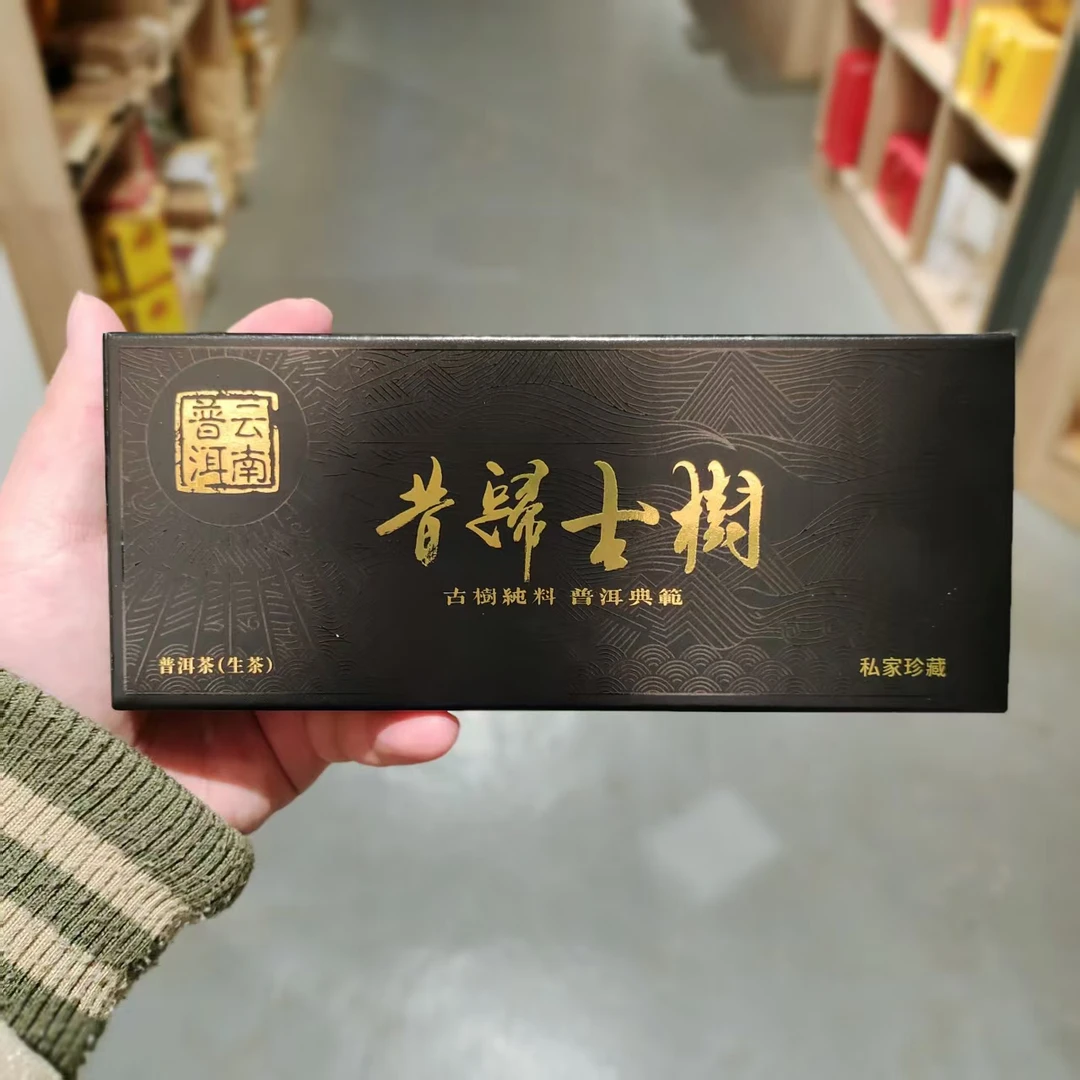 云南
普洱
昔歸古樹
古樹純料 普洱典範
普洱茶(生茶)
私家珍藏